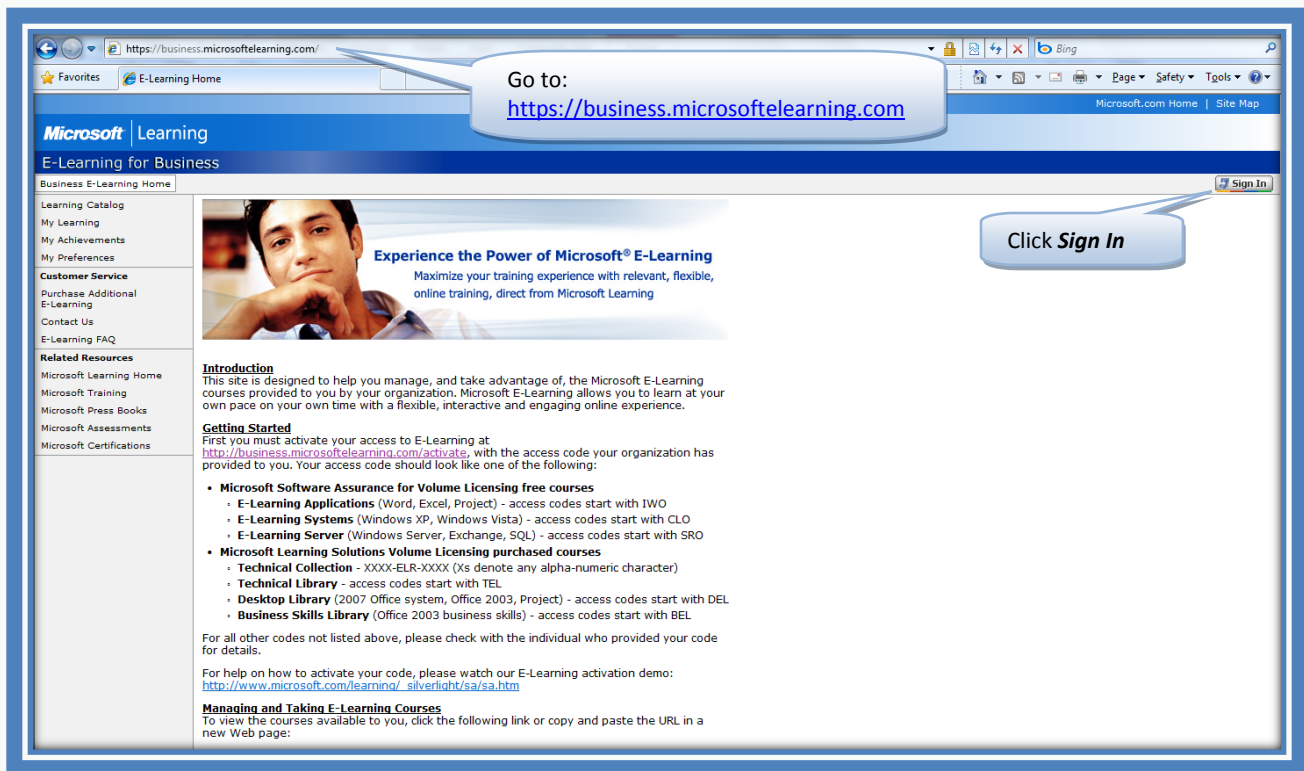 https://business.microsoftelearning.com/
Bing
Favorites
E-Learning Home
Page
Safety
Tools
Go to:
https://business.microsoftelearning.com
Microsoft.com Home | Site Map
Microsoft | Learning
E-Learning for Business
Business E-Learning Home
Sign In
Click Sign In
Learning Catalog
My Learning
My Achievements
My Preferences
Customer Service
Purchase Additional
E-Learning
Contact Us
E-Learning FAQ
Related Resources
Microsoft Learning Home
Microsoft Training
Microsoft Press Books
Microsoft Assessments
Microsoft Certifications
Experience the Power of Microsoft® E-Learning
Maximize your training experience with relevant, flexible,
online training, direct from Microsoft Learning
Introduction
This site is designed to help you manage, and take advantage of, the Microsoft E-Learning
courses provided to you by your organization. Microsoft E-Learning allows you to learn at your
own pace on your own time with a flexible, interactive and engaging online experience.
Getting Started
First you must activate your access to E-Learning at
http://business.microsoftelearning.com/activate, with the access code your organization has
provided to you. Your access code should look like one of the following:
• Microsoft Software Assurance for Volume Licensing free courses
◦ E-Learning Applications (Word, Excel, Project) - access codes start with IWO
◦ E-Learning Systems (Windows XP, Windows Vista) - access codes start with CLO
◦ E-Learning Server (Windows Server, Exchange, SQL) - access codes start with SRO
• Microsoft Learning Solutions Volume Licensing purchased courses
◦ Technical Collection - XXXX-ELR-XXXX (Xs denote any alpha-numeric character)
◦ Technical Library - access codes start with TEL
◦ Desktop Library (2007 Office system, Office 2003, Project) - access codes start with DEL
◦ Business Skills Library (Office 2003 business skills) - access codes start with BEL
For all other codes not listed above, please check with the individual who provided your code
for details.
For help on how to activate your code, please watch our E-Learning activation demo:
http://www.microsoft.com/learning/_silverlight/sa/sa.htm
Managing and Taking E-Learning Courses
To view the courses available to you, click the following link or copy and paste the URL in a
new Web page: